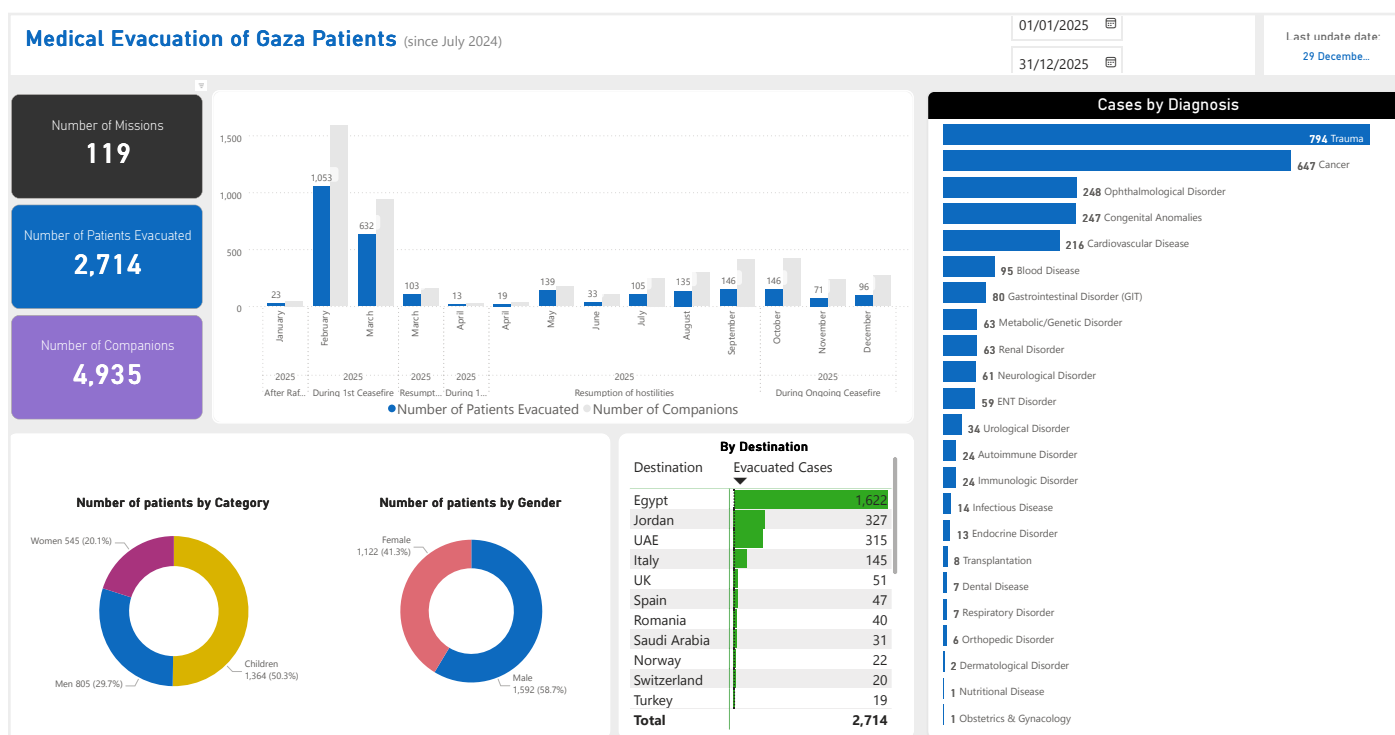 Medical Evacuation of Gaza Patients (since July 2024)
01/01/2025
31/12/2025
Last update date:
29 Decembe...
Number of Missions
119
Number of Patients Evacuated
2,714
Number of Companions
4,935
1,500
1,000
500
0
23
1,053
632
103
13
19
139
33
105
135
146
146
71
96
January
February
March
March
April
April
May
June
July
August
September
October
November
December
2025
2025
2025
2025
2025
2025
After Raf...
During 1st Ceasefire
Resumpt...
During 1...
Resumption of hostilities
During Ongoing Ceasefire
Number of Patients Evacuated
Number of Companions
Number of patients by Category
Women 545 (20.1%)
Men 805 (29.7%)
Children
1,364 (50.3%)
Number of patients by Gender
Female
1,122 (41.3%)
Male
1,592 (58.7%)
By Destination
Destination Evacuated Cases
Egypt 1,622
Jordan 327
UAE 315
Italy 145
UK 51
Spain 47
Romania 40
Saudi Arabia 31
Norway 22
Switzerland 20
Turkey 19
Total 2,714
Cases by Diagnosis
794 Trauma
647 Cancer
248 Ophthalmological Disorder
247 Congenital Anomalies
216 Cardiovascular Disease
95 Blood Disease
80 Gastrointestinal Disorder (GIT)
63 Metabolic/Genetic Disorder
63 Renal Disorder
61 Neurological Disorder
59 ENT Disorder
34 Urological Disorder
24 Autoimmune Disorder
24 Immunologic Disorder
14 Infectious Disease
13 Endocrine Disorder
8 Transplantation
7 Dental Disease
7 Respiratory Disorder
6 Orthopedic Disorder
2 Dermatological Disorder
1 Nutritional Disease
1 Obstetrics & Gynacology